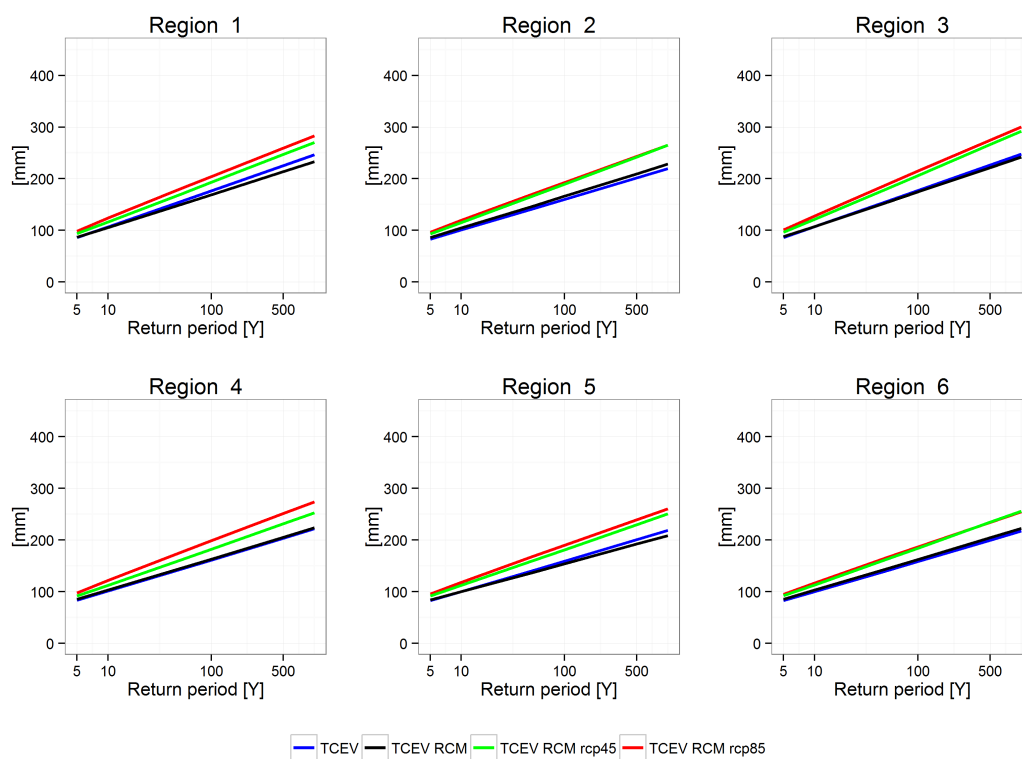 Region 1
Region 2
Region 3
400
300
200
100
0
[mm]
5 10 100 500
Return period [Y]
400
300
200
100
0
[mm]
5 10 100 500
Return period [Y]
400
300
200
100
0
[mm]
5 10 100 500
Return period [Y]
Region 4
Region 5
Region 6
400
300
200
100
0
[mm]
5 10 100 500
Return period [Y]
400
300
200
100
0
[mm]
5 10 100 500
Return period [Y]
400
300
200
100
0
[mm]
5 10 100 500
Return period [Y]
TCEV TCEV RCM TCEV RCM rcp45 TCEV RCM rcp85